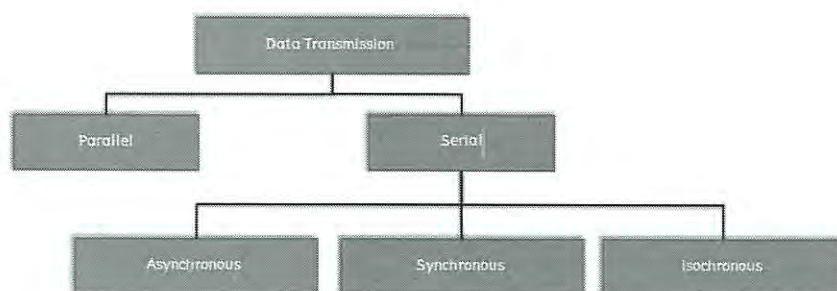 Data Transmission
Parallel
Serial
Asynchronous
Synchronous
Isochronous